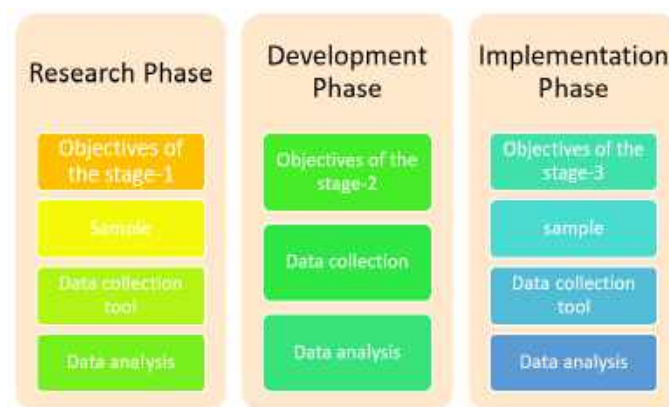 Research Phase
Objectives of
the stage-1
Sample
Data collection
tool
Data analysis
Development
Phase
Objectives of the
stage-2
Data collection
Data analysis
Implementation
Phase
Objectives of the
stage-3
sample
Data collection
tool
Data analysis